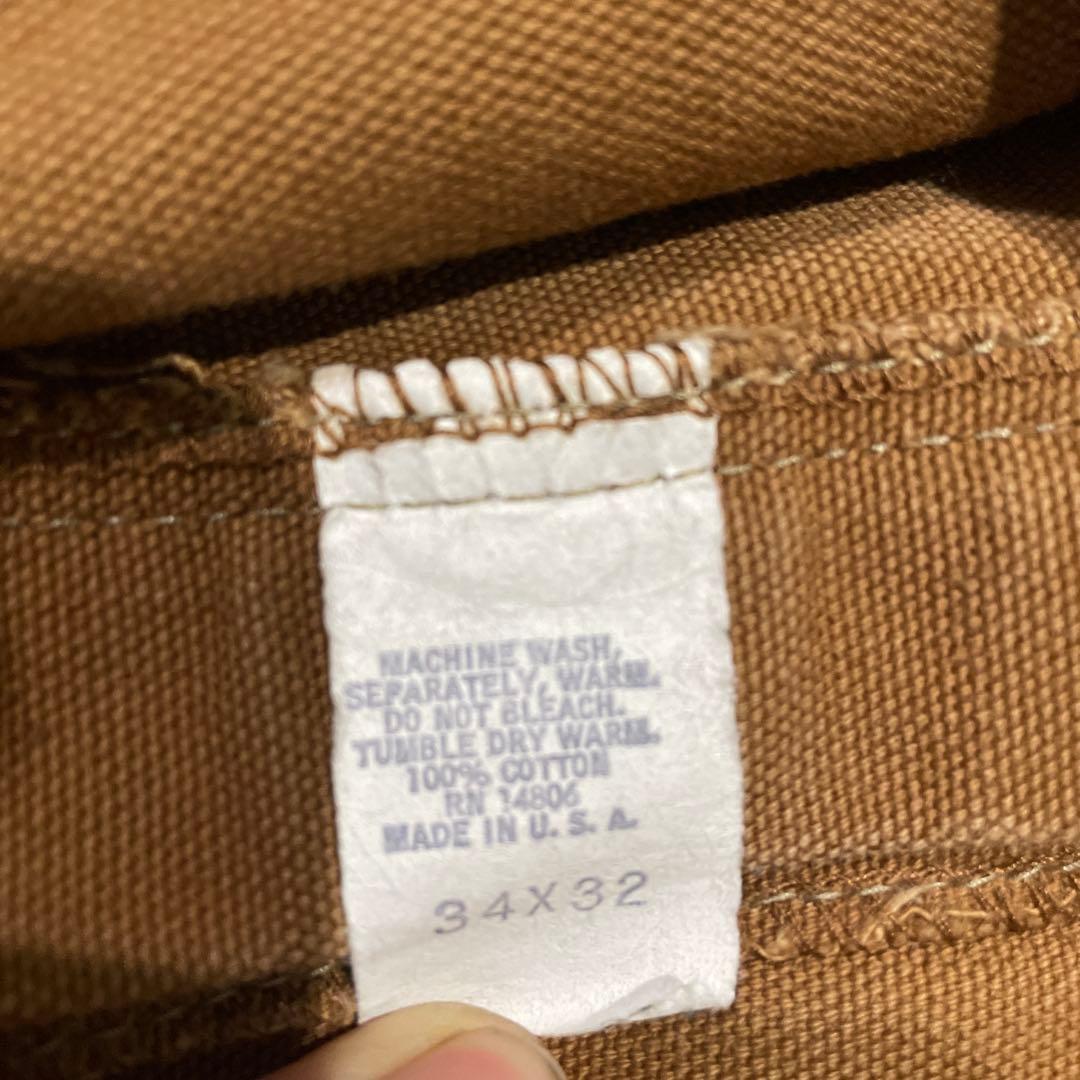 MACHINE WASH,
SEPARATELY, WARM.
DO NOT BLEACH.
TUMBLE DRY WARM.
100% COTTON
RN 14806
MADE IN U. S. A.
34X32